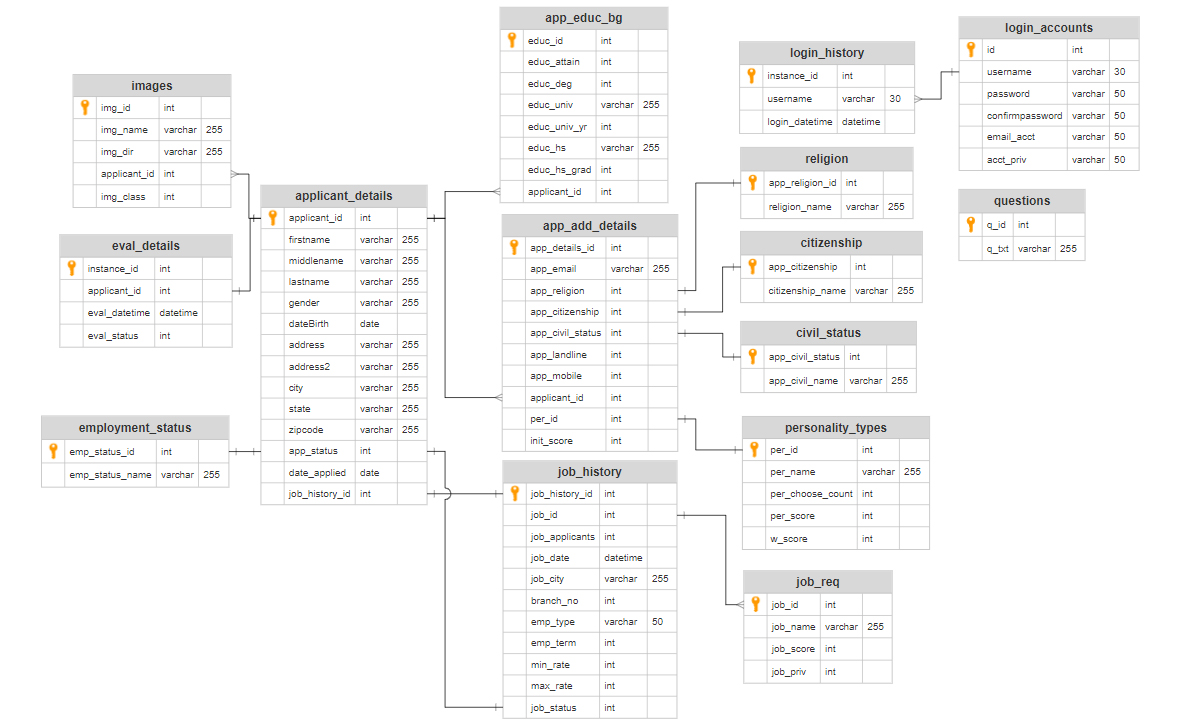 images
img_id int
img_name varchar 255
img_dir varchar 255
applicant_id int
img_class int
eval_details
instance_id int
applicant_id int
eval_datetime datetime
eval_status int
employment_status
emp_status_id int
emp_status_name varchar 255
applicant_details
applicant_id int
firstname varchar 255
middlename varchar 255
lastname varchar 255
gender varchar 255
dateBirth date
address varchar 255
address2 varchar 255
city varchar 255
state varchar 255
zipcode varchar 255
app_status int
date_applied date
job_history_id int
app_educ_bg
educ_id int
educ_attain int
educ_deg int
educ_univ varchar 255
educ_univ_yr int
educ_hs varchar 255
educ_hs_grad int
applicant_id int
app_add_details
app_details_id int
app_email varchar 255
app_religion int
app_citizenship int
app_civil_status int
app_landline int
app_mobile int
applicant_id int
per_id int
init_score int
job_history
job_history_id int
job_id int
job_applicants int
job_date datetime
job_city varchar 255
branch_no int
emp_type varchar 50
emp_term int
min_rate int
max_rate int
job_status int
login_history
instance_id int
username varchar 30
login_datetime datetime
religion
app_religion_id int
religion_name varchar 255
citizenship
app_citizenship int
citizenship_name varchar 255
civil_status
app_civil_status int
app_civil_name varchar 255
personality_types
per_id int
per_name varchar 255
per_choose_count int
per_score int
w_score int
job_req
job_id int
job_name varchar 255
job_score int
job_priv int
login_accounts
id int
username varchar 30
password varchar 50
confirmpassword varchar 50
email_acct varchar 50
acct_priv varchar 50
questions
q_id int
q_txt varchar 255